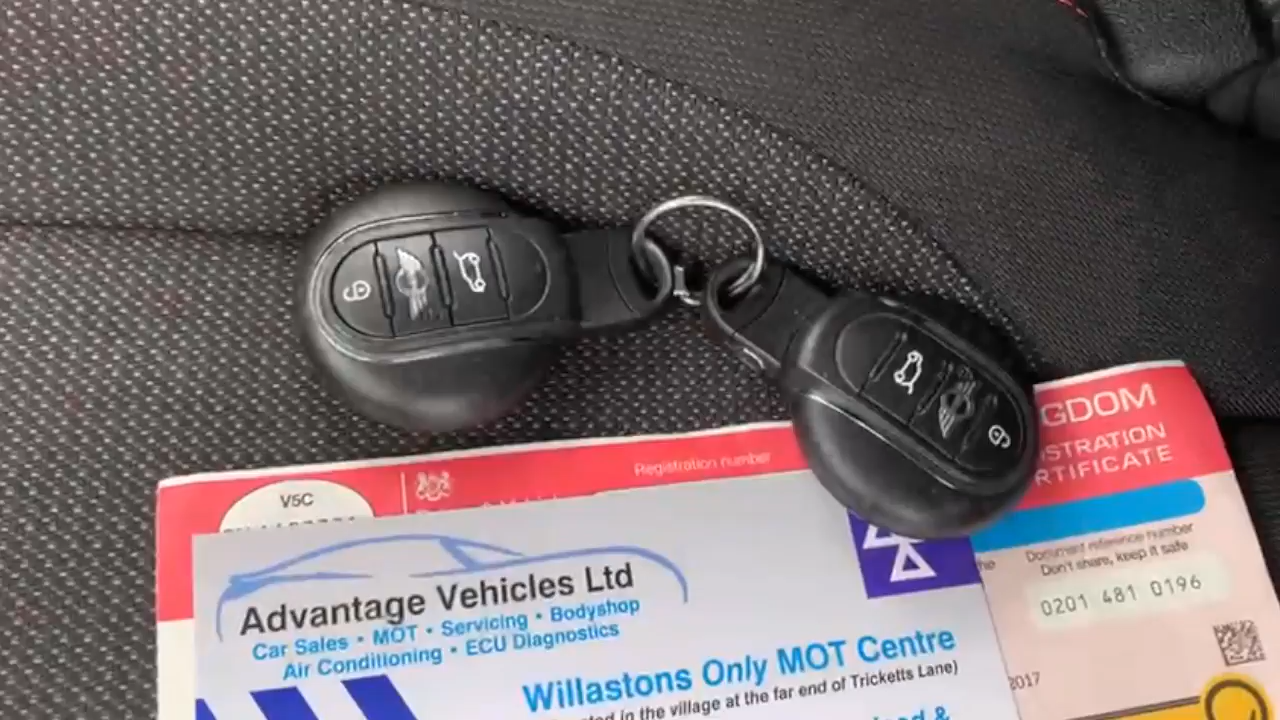 V5C
Registration number
GDOM
STRATION
RTIFICATE
Document reference number
Don't share, keep it safe
0201 481 0196
2017
Advantage Vehicles Ltd
Car Sales • MOT • Servicing • Bodyshop
Air Conditioning • ECU Diagnostics
Willastons Only MOT Centre
in the village at the far end of Tricketts Lane)
&